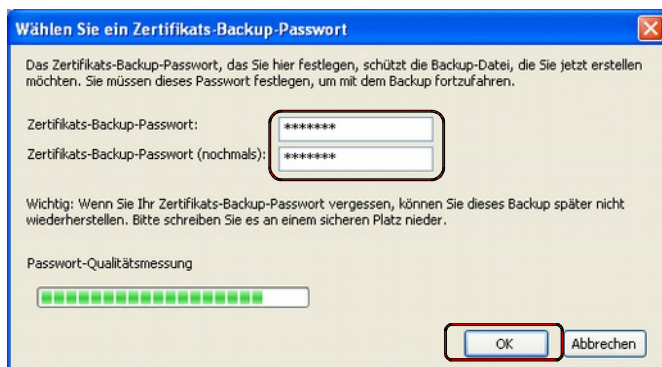 Wählen Sie ein Zertifikats-Backup-Passwort
Das Zertifikats-Backup-Passwort, das Sie hier festlegen, schützt die Backup-Datei, die Sie jetzt erstellen
möchten. Sie müssen dieses Passwort festlegen, um mit dem Backup fortzufahren.
Zertifikats-Backup-Passwort: *******
Zertifikats-Backup-Passwort (nochmals): *******
Wichtig: Wenn Sie Ihr Zertifikats-Backup-Passwort vergessen, können Sie dieses Backup später nicht
wiederherstellen. Bitte schreiben Sie es an einem sicheren Platz nieder.
Passwort-Qualitätsmessung
OK Abbrechen